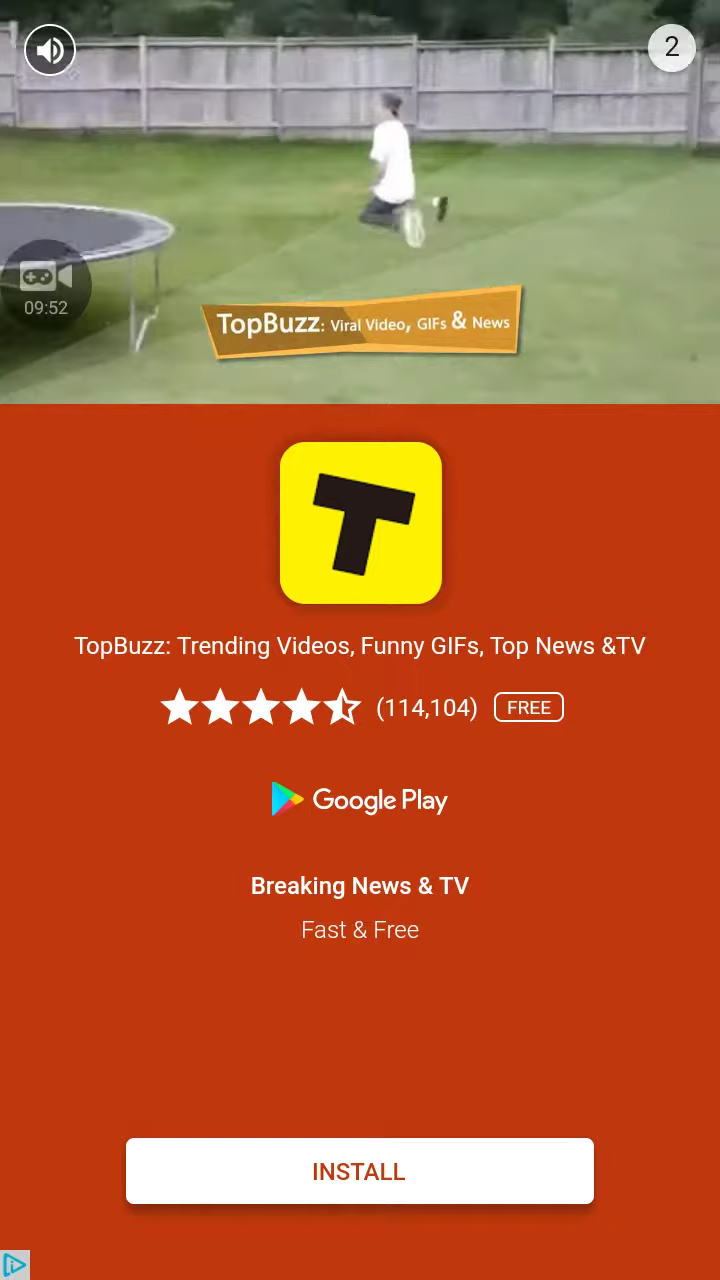 2
09:52
TopBuzz: Viral Video, GIFs & News
T
TopBuzz: Trending Videos, Funny GIFs, Top News &TV
(114,104) FREE
Google Play
Breaking News & TV
Fast & Free
INSTALL